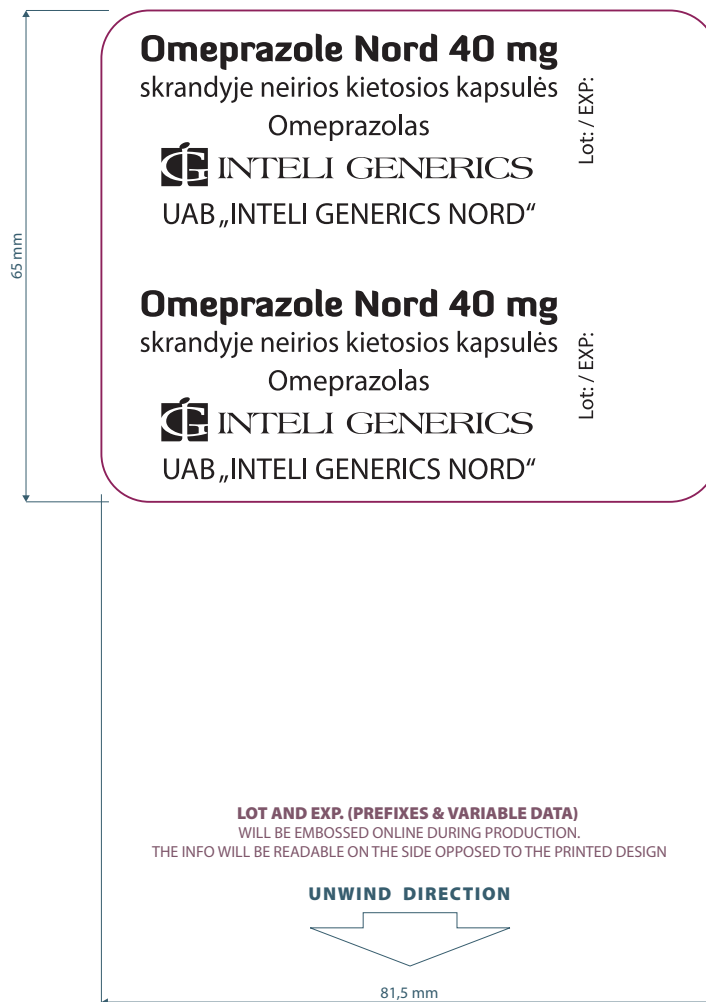 Omeprazole Nord 40 mg
skrandyje neirios kietosios kapsulės
Omeprazolas
INTELI GENERICS
UAB „INTELI GENERICS NORD“
Lot: / EXP:
Omeprazole Nord 40 mg
skrandyje neirios kietosios kapsulės
Omeprazolas
INTELI GENERICS
UAB „INTELI GENERICS NORD“
Lot: / EXP:
65 mm
LOT AND EXP. (PREFIXES & VARIABLE DATA)
WILL BE EMBOSSED ONLINE DURING PRODUCTION.
THE INFO WILL BE READABLE ON THE SIDE OPPOSED TO THE PRINTED DESIGN
UNWIND DIRECTION
81,5 mm